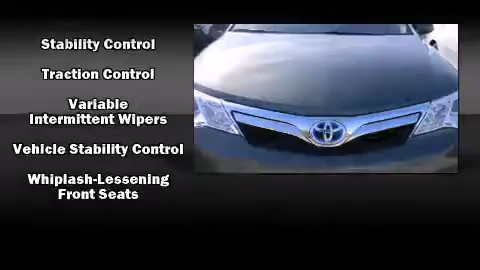 Stability Control
Traction Control
Variable
Intermittent Wipers
Vehicle Stability Control
Whiplash-Lessening
Front Seats